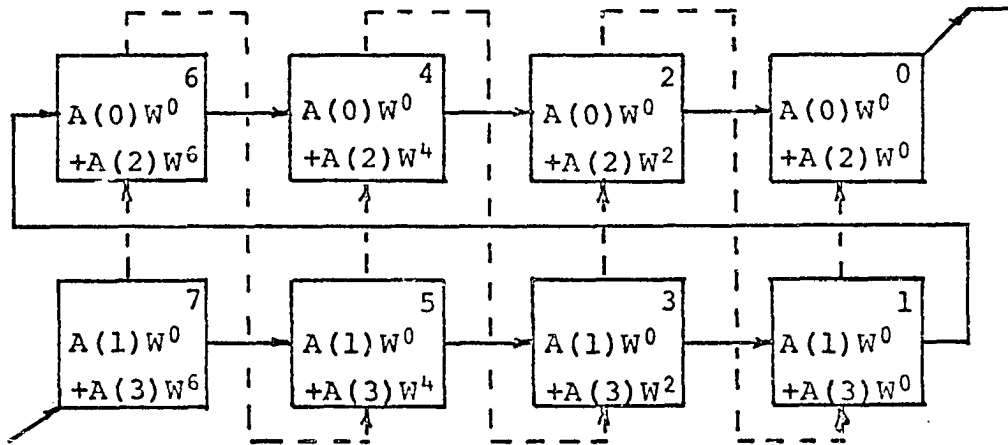 6
A(0)W⁰
+A(2)W⁶
4
A(0)W⁰
+A(2)W⁴
2
A(0)W⁰
+A(2)W²
0
A(0)W⁰
+A(2)W⁰
7
A(1)W⁰
+A(3)W⁶
5
A(1)W⁰
+A(3)W⁴
3
A(1)W⁰
+A(3)W²
1
A(1)W⁰
+A(3)W⁰